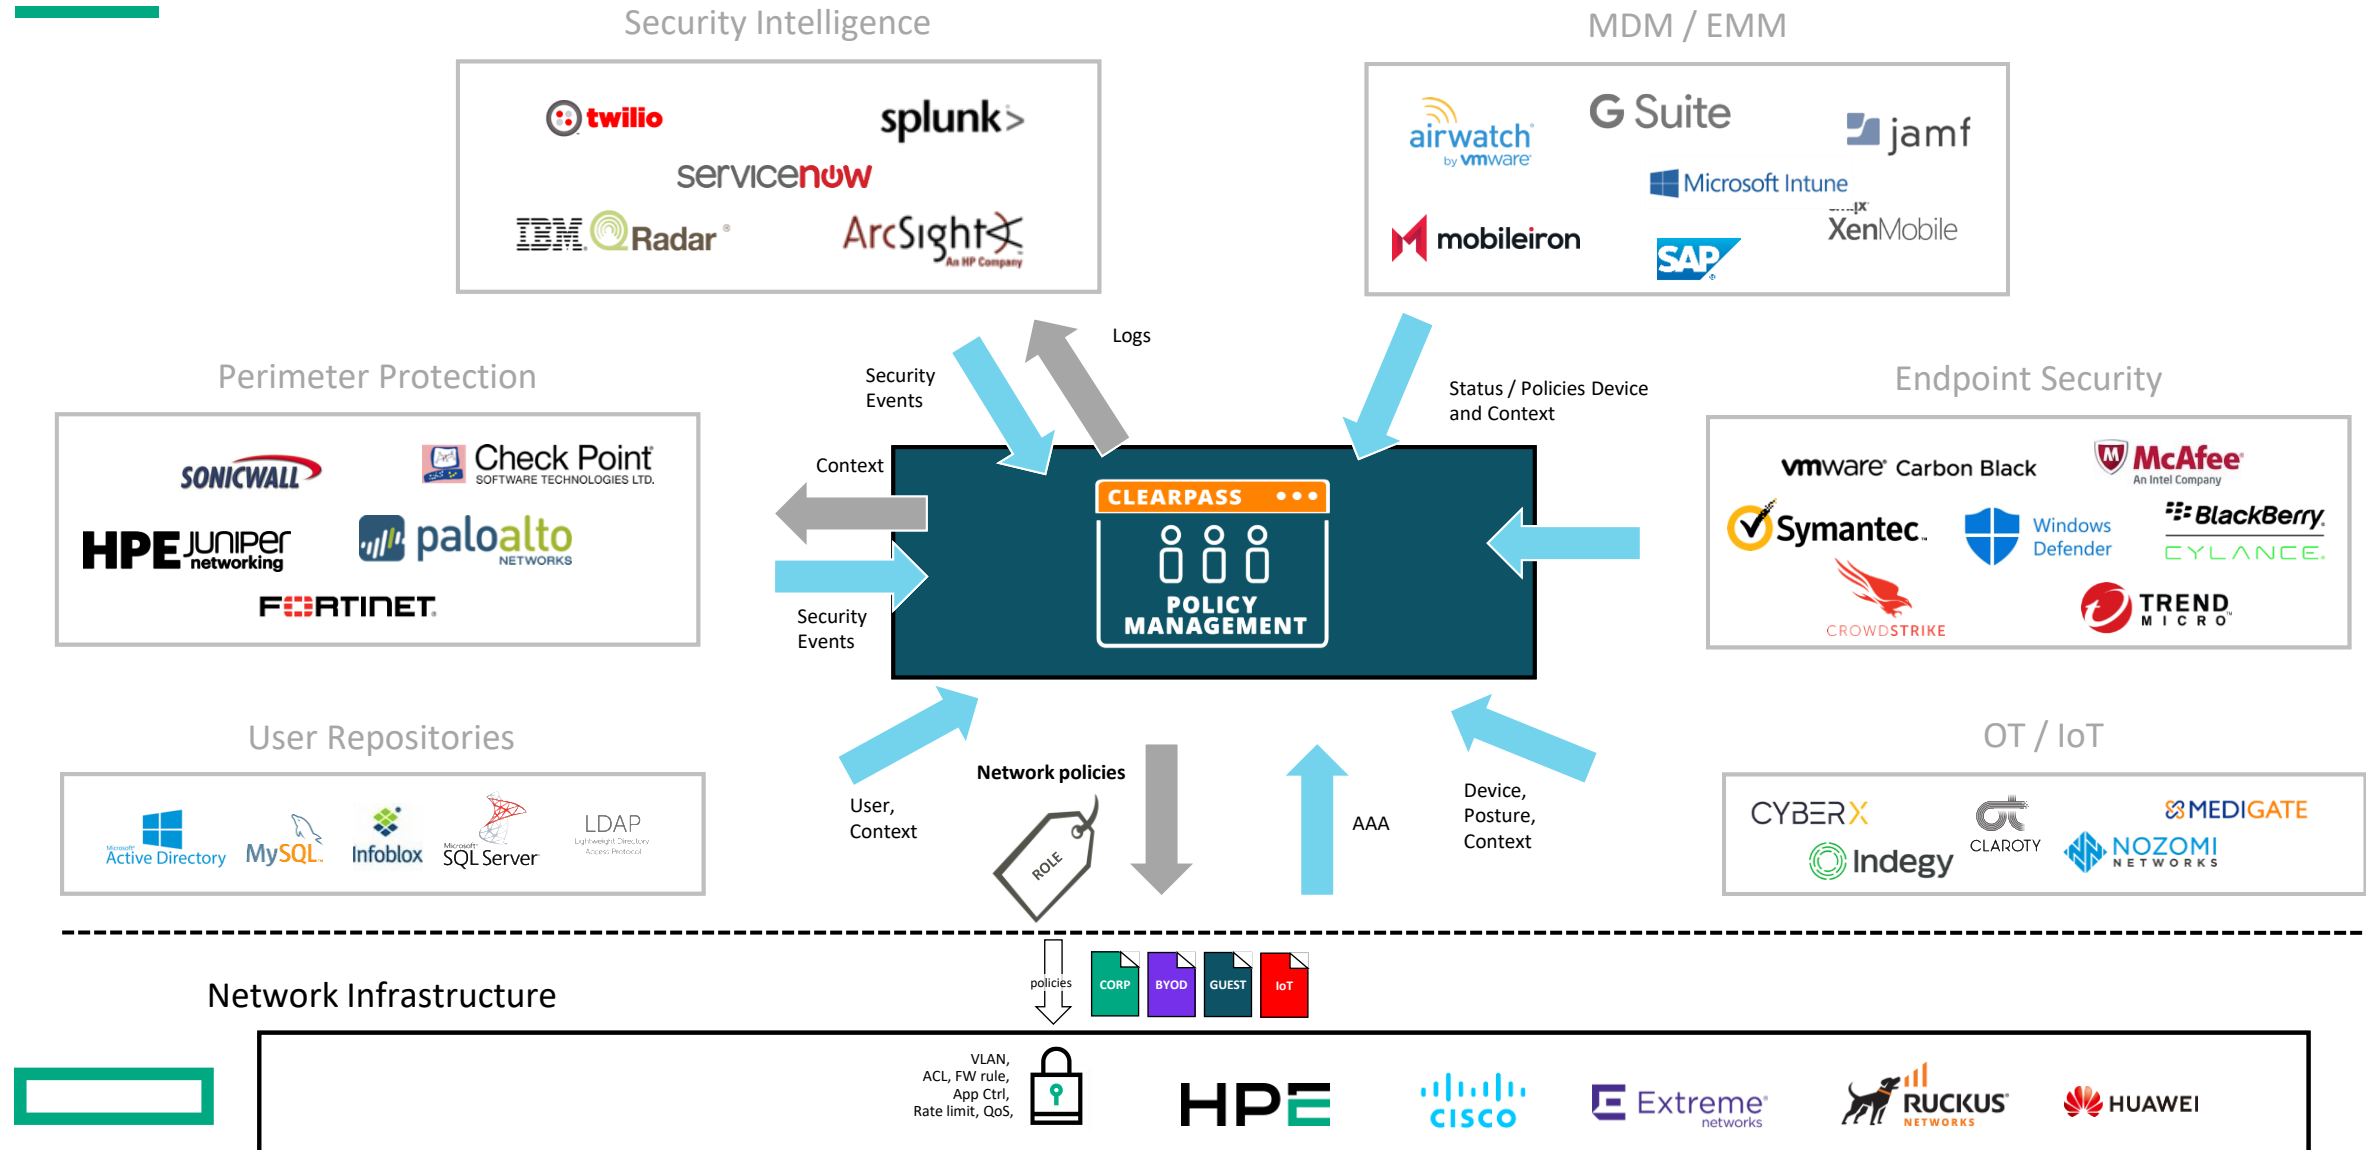 Security Intelligence
twilio
splunk>
servicenow
IBM QRadar
ArcSight
An HP Company
MDM / EMM
airwatch
by vmware
G Suite
jamf
Microsoft Intune
mobileiron
SAP
XenMobile
Logs
Security
Events
Status / Policies Device
and Context
Perimeter Protection
SONICWALL
Check Point
SOFTWARE TECHNOLOGIES LTD.
HPE JUNIPER
networking
paloalto
NETWORKS
FORTINET
Context
Security
Events
CLEARPASS
POLICY
MANAGEMENT
Endpoint Security
vmware Carbon Black
McAfee
An Intel Company
Symantec.
Windows
Defender
BlackBerry
CYLANCE
CROWDSTRIKE
TREND
MICRO
User Repositories
Microsoft
Active Directory
MySQL
Infoblox
Microsoft
SQL Server
LDAP
Lightweight Directory
Access Protocol
User,
Context
Network policies
ROLE
AAA
Device,
Posture,
Context
OT / IoT
CYBERX
CLAROTY
MEDIGATE
Indegy
NOZOMI
NETWORKS
Network Infrastructure
policies
CORP
BYOD
GUEST
IoT
VLAN,
ACL, FW rule,
App Ctrl,
Rate limit, QoS,
HPE
CISCO
Extreme
networks
RUCKUS
NETWORKS
HUAWEI